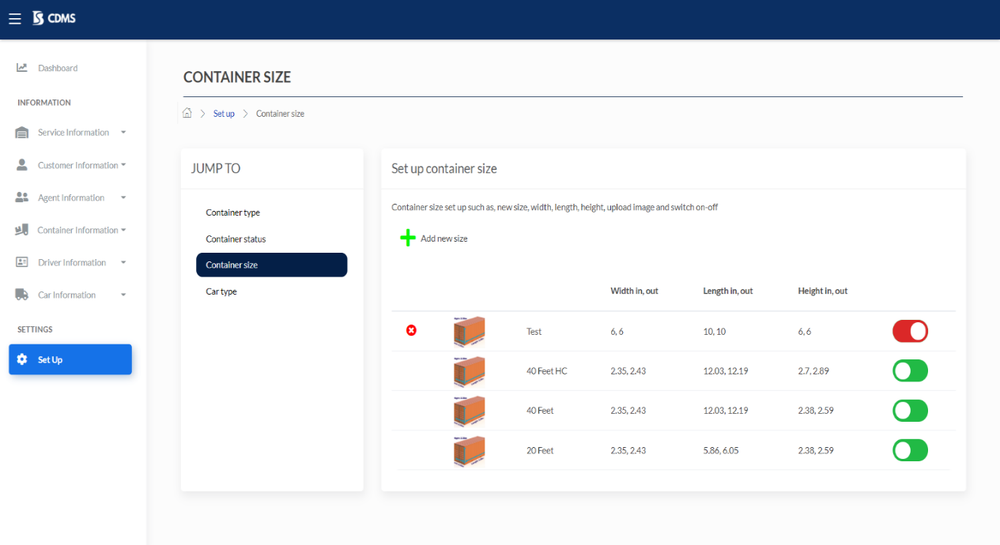 CDMS
Dashboard
INFORMATION
Service Information
Customer Information
Agent Information
Container Information
Driver Information
Car Information
SETTINGS
Set Up
CONTAINER SIZE
Set up
Container size
JUMP TO
Container type
Container status
Container size
Car type
Set up container size
Container size set up such as, new size, width, length, height, upload image and switch on-off
Add new size
Width in, out Length in, out Height in, out
Test 6, 6 10, 10 6, 6
40 Feet HC 2.35, 2.43 12.03, 12.19 2.7, 2.89
40 Feet 2.35, 2.43 12.03, 12.19 2.38, 2.59
20 Feet 2.35, 2.43 5.86, 6.05 2.38, 2.59